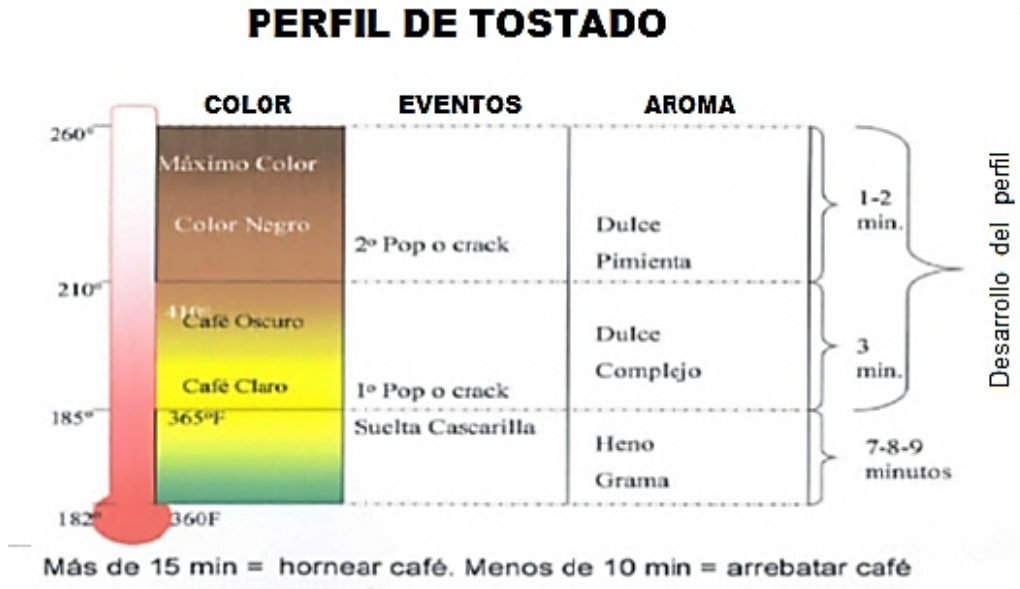 PERFIL DE TOSTADO
COLOR EVENTOS AROMA
260°
Máximo Color
Color Negro
2º Pop o crack
Dulce
Pimienta
1-2
min.
210°
410º
Café Oscuro
Dulce
Complejo
3
min.
Café Claro
1º Pop o crack
185°
365ºF
Suelta Cascarilla
Heno
Grama
7-8-9
minutos
182°
360F
Desarrollo del perfil
Más de 15 min = hornear café. Menos de 10 min = arrebatar café